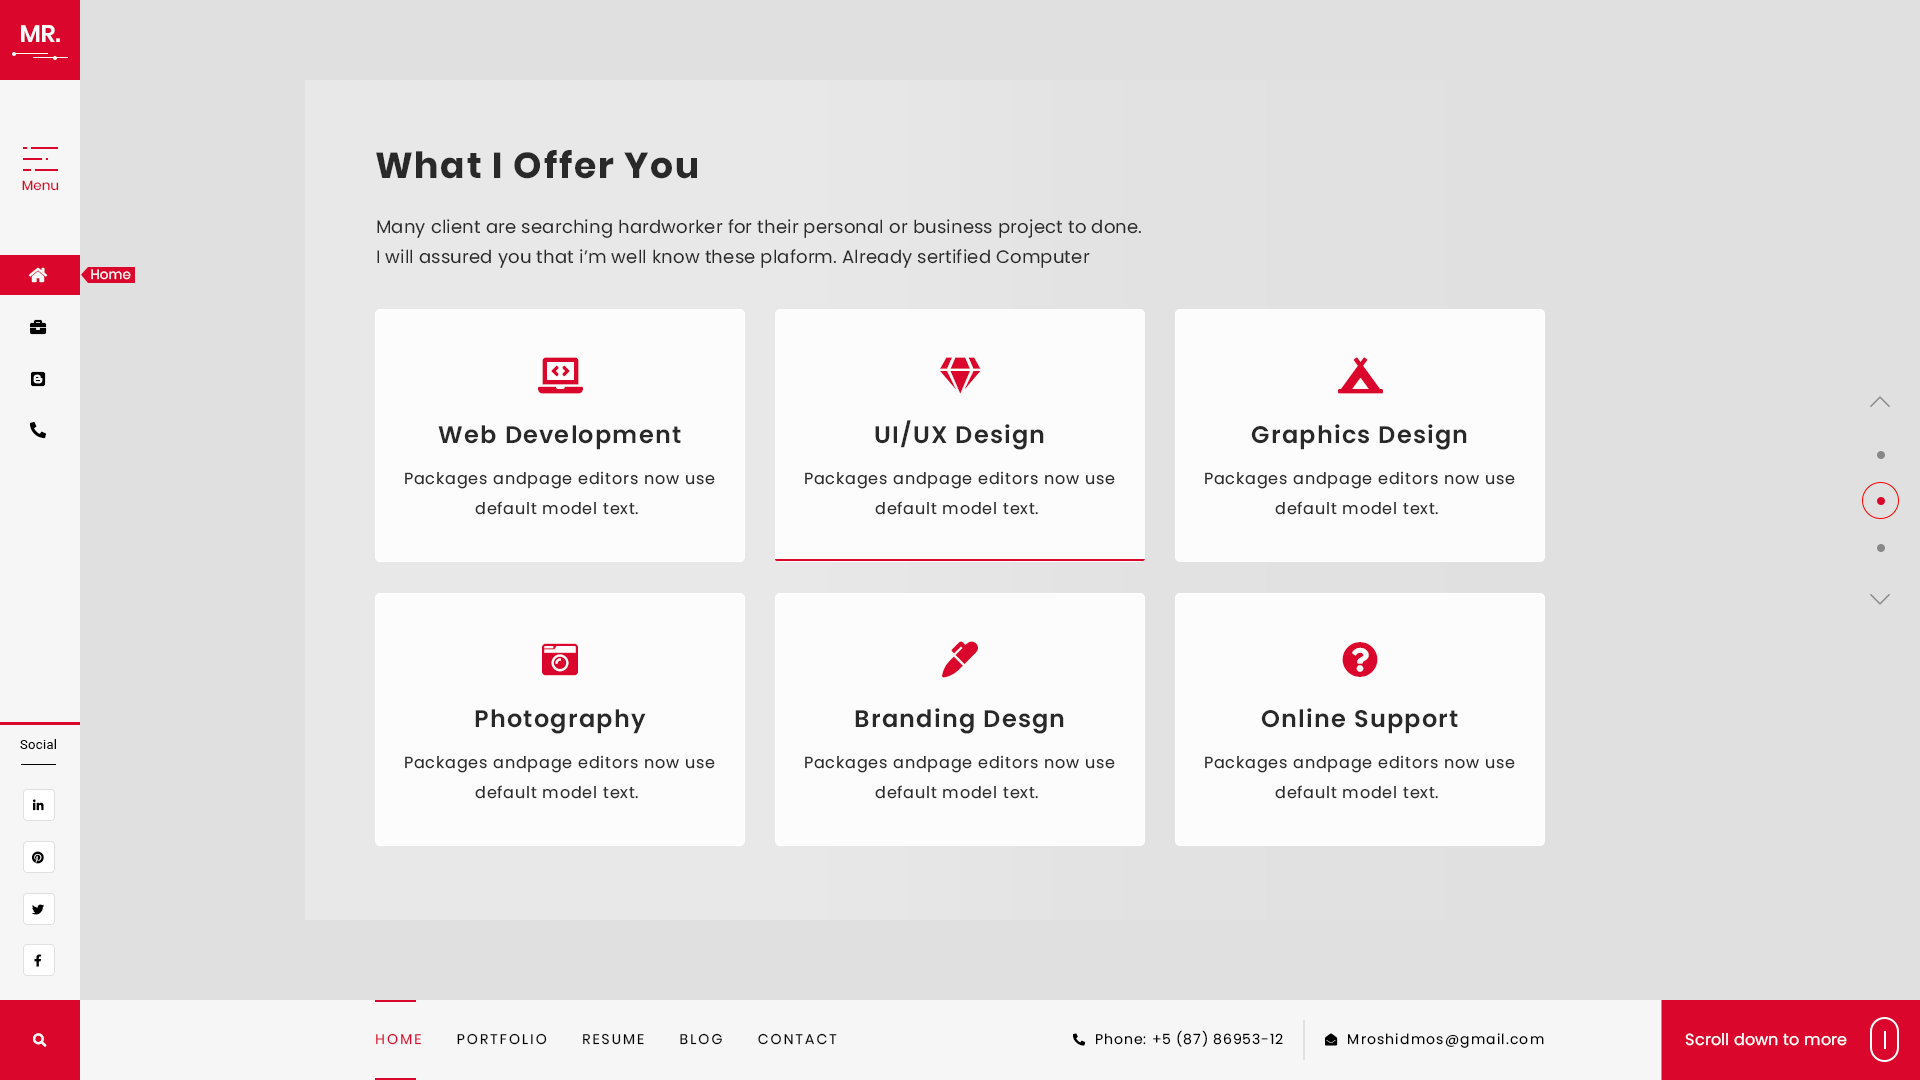 MR.
Menu
Home
What I Offer You
Many client are searching hardworker for their personal or business project to done.
I will assured you that i’m well know these plaform. Already sertified Computer
Web Development
Packages andpage editors now use
default model text.
UI/UX Design
Packages andpage editors now use
default model text.
Graphics Design
Packages andpage editors now use
default model text.
Photography
Packages andpage editors now use
default model text.
Branding Desgn
Packages andpage editors now use
default model text.
Online Support
Packages andpage editors now use
default model text.
Social
HOME PORTFOLIO RESUME BLOG CONTACT
Phone: +5 (87) 86953-12
Mroshidmos@gmail.com
Scroll down to more